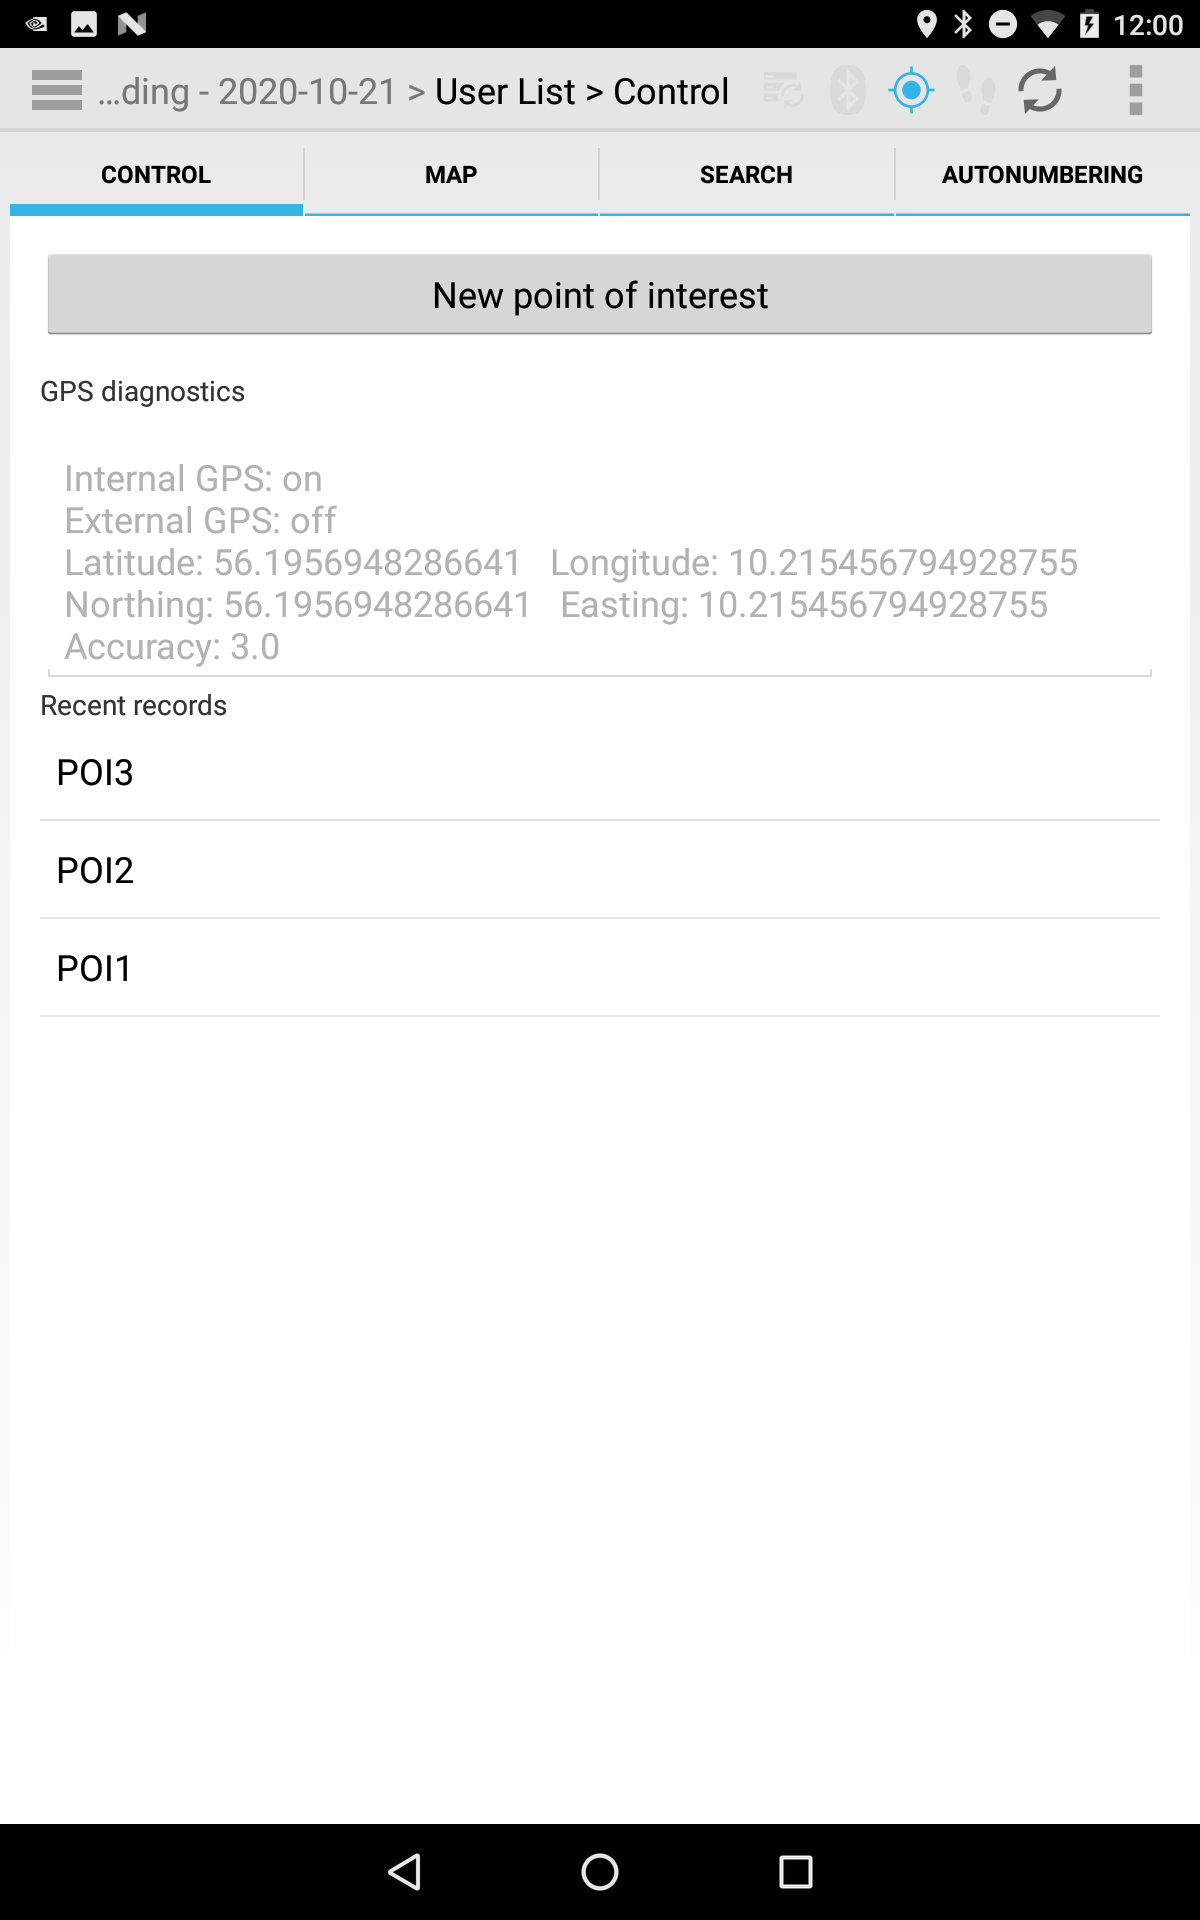 12:00
...ding - 2020-10-21 > User List > Control
CONTROL
MAP
SEARCH
AUTONUMBERING
New point of interest
GPS diagnostics
Internal GPS: on
External GPS: off
Latitude: 56.1956948286641 Longitude: 10.215456794928755
Northing: 56.1956948286641 Easting: 10.215456794928755
Accuracy: 3.0
Recent records
POI3
POI2
POI1